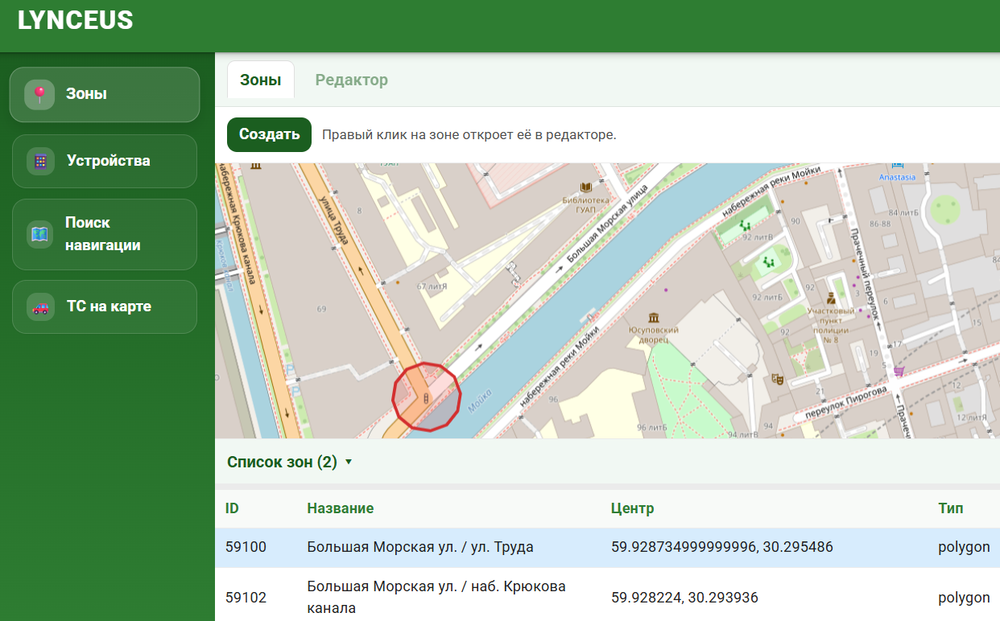 LYNCEUS
Зоны
Устройства
Поиск
навигации
ТС на карте
Зоны
Редактор
Создать
Правый клик на зоне откроет её в редакторе.
набережная Крюкова канала
улица Труда
8
Библиотека
ГУАП
Большая Морская улица
набережная реки Мойки
Anastasia
84 литБ
86-88
90
92 литВ
Прачечный переулок
67 литЯ
69
92
92 литБ
3
6
Участковый
пункт
полиции
№ 8
92
15
Юсуповский
дворец
17
19
5
набережная реки Мойки
Мойка
96
21
переулок Пирогова
12
12 литЯ
96 литБ
94
94 литВ
Список зон (2)
ID
Название
Центр
Тип
59100
Большая Морская ул. / ул. Труда
59.928734999999996, 30.295486
polygon
59102
Большая Морская ул. / наб. Крюкова
канала
59.928224, 30.293936
polygon